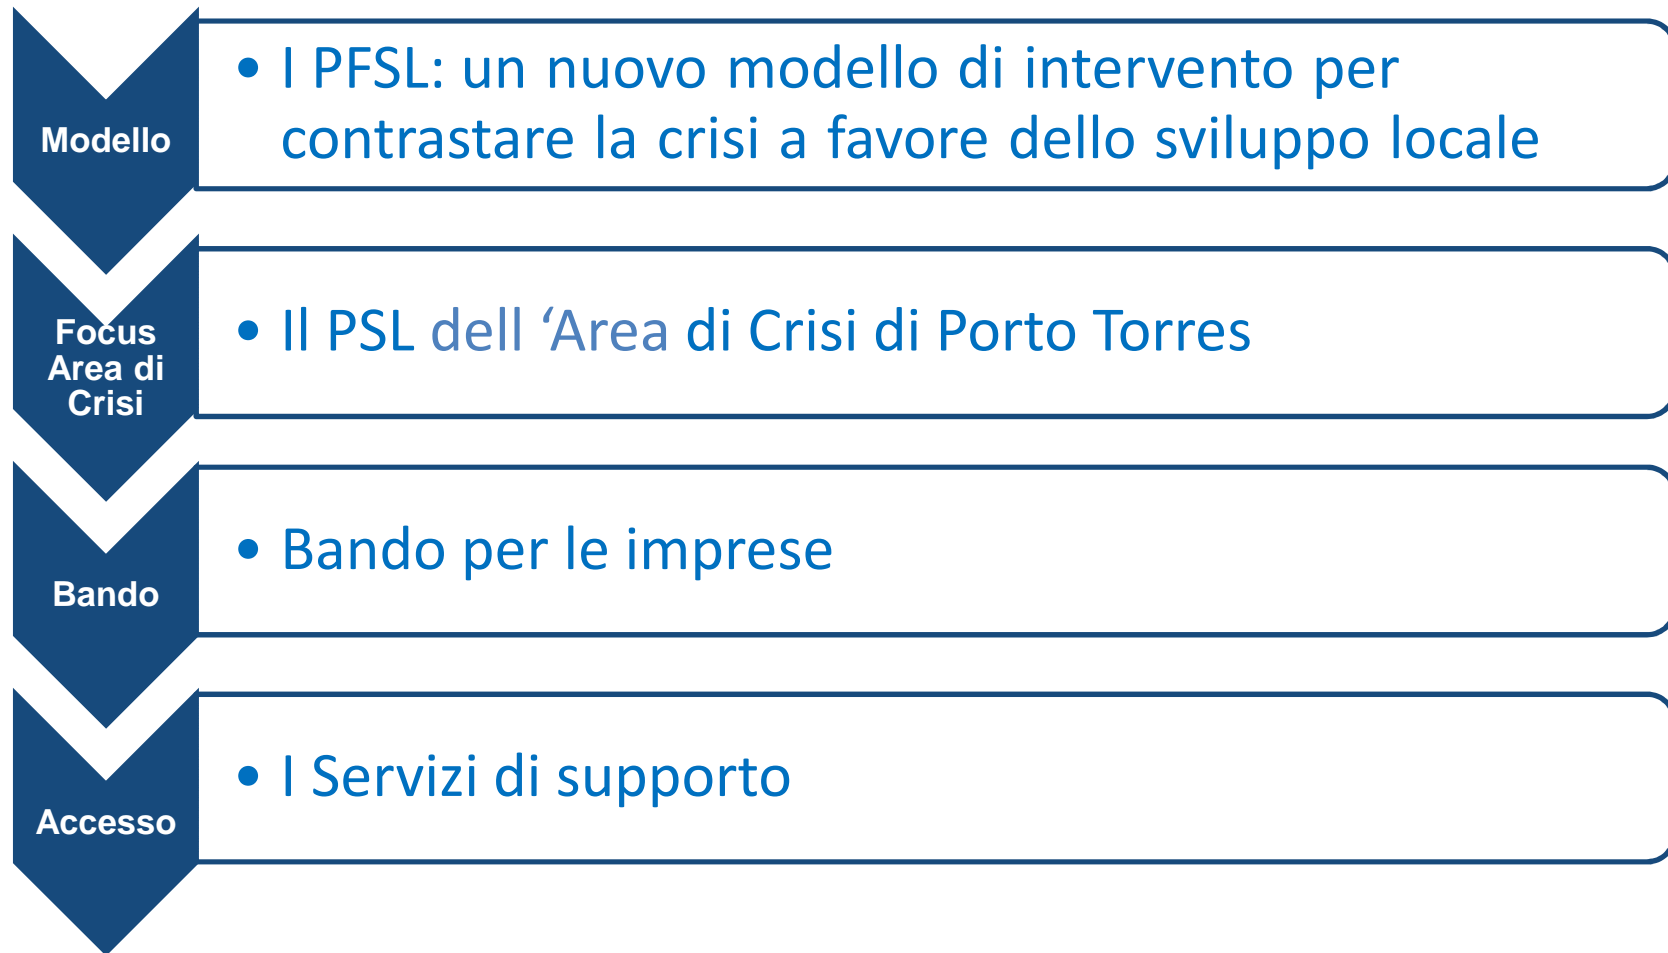 Modello
• I PFSL: un nuovo modello di intervento per
contrastare la crisi a favore dello sviluppo locale
Focus
Area di
Crisi
• Il PSL dell ‘Area di Crisi di Porto Torres
Bando
• Bando per le imprese
Accesso
• I Servizi di supporto